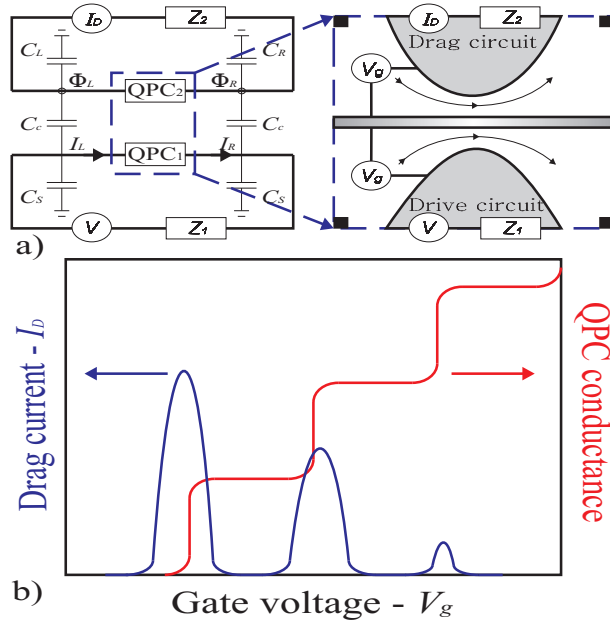 I_D
Z_2
C_L
C_R
Φ_L
Φ_R
QPC_2
C_c
C_c
I_L
I_R
QPC_1
C_S
C_S
V
Z_1
a)
I_D
Z_2
Drag circuit
V_g
V_g
Drive circuit
V
Z_1
Drag current - I_D
QPC conductance
b)
Gate voltage - V_g